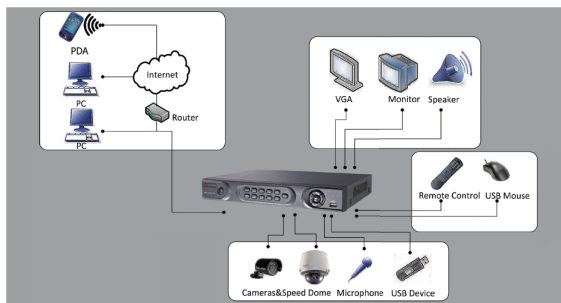 PDA
Internet
PC
Router
PC
VGA
Monitor
Speaker
Remote Control
USB Mouse
Cameras&Speed Dome
Microphone
USB Device